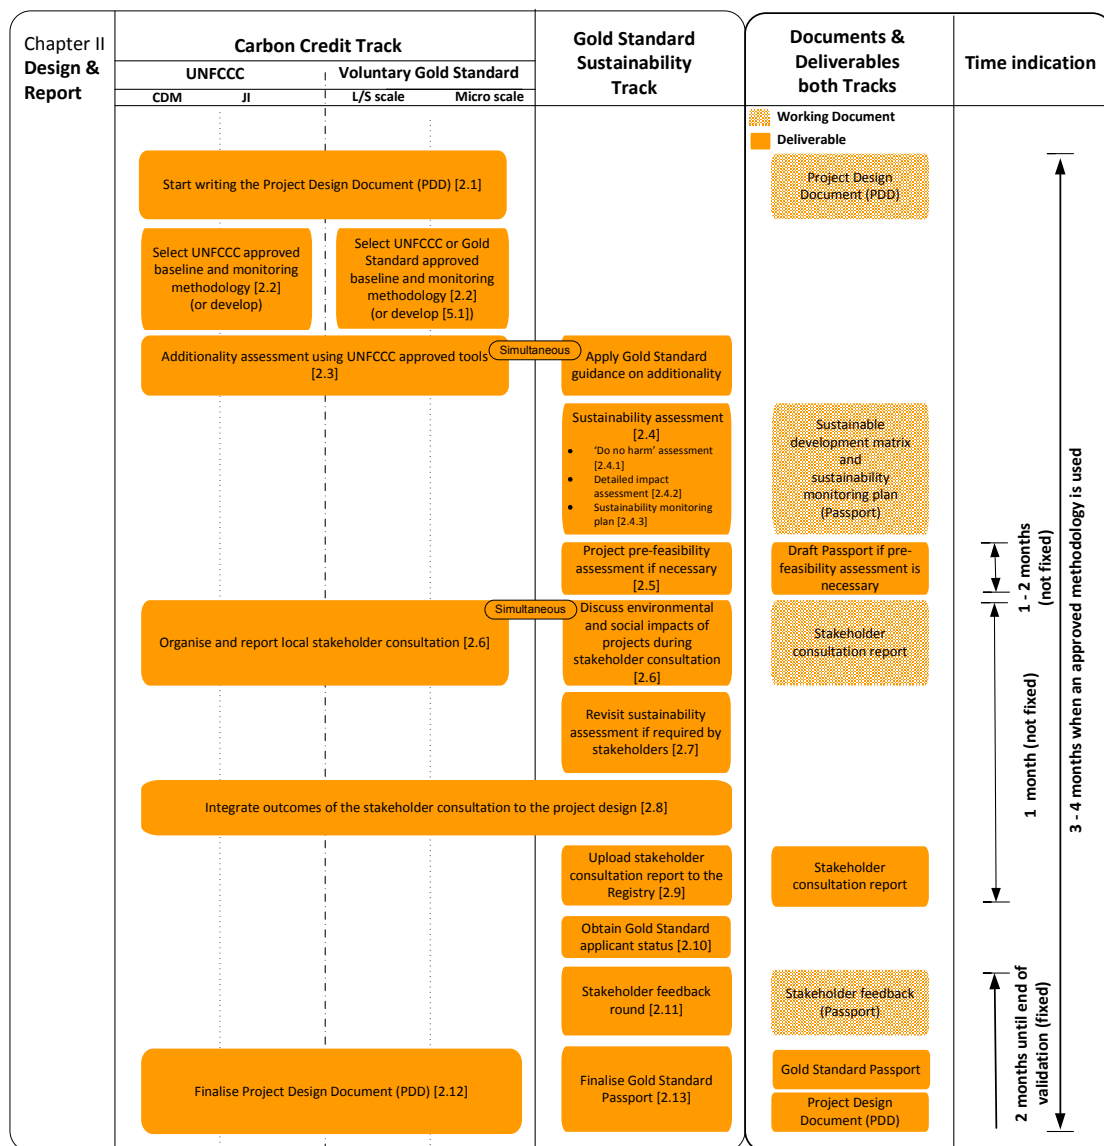 Chapter II
Design &
Report
Carbon Credit Track
UNFCCC
Voluntary Gold Standard
CDM
JI
L/S scale
Micro scale
Gold Standard
Sustainability
Track
Documents &
Deliverables
both Tracks
Time indication
Working Document
Deliverable
Start writing the Project Design Document (PDD) [2.1]
Project Design
Document (PDD)
Select UNFCCC approved
baseline and monitoring
methodology [2.2]
(or develop)
Select UNFCCC or Gold
Standard approved
baseline and monitoring
methodology [2.2]
(or develop [5.1])
Additionality assessment using UNFCCC approved tools
[2.3]
Simultaneous
Apply Gold Standard
guidance on additionality
Sustainability assessment
[2.4]
• ‘Do no harm’ assessment
[2.4.1]
• Detailed impact
assessment [2.4.2]
• Sustainability monitoring
plan [2.4.3]
Sustainable
development matrix
and
sustainability
monitoring plan
(Passport)
Project pre-feasibility
assessment if necessary
[2.5]
Draft Passport if pre-
feasibility assessment is
necessary
1 - 2 months
(not fixed)
Organise and report local stakeholder consultation [2.6]
Simultaneous
Discuss environmental
and social impacts of
projects during
stakeholder consultation
[2.6]
Stakeholder
consultation report
Revisit sustainability
assessment if required by
stakeholders [2.7]
1 month (not fixed)
Integrate outcomes of the stakeholder consultation to the project design [2.8]
Upload stakeholder
consultation report to the
Registry [2.9]
Stakeholder
consultation report
Obtain Gold Standard
applicant status [2.10]
Stakeholder feedback
round [2.11]
Stakeholder feedback
(Passport)
2 months until end of
validation (fixed)
Finalise Project Design Document (PDD) [2.12]
Finalise Gold Standard
Passport [2.13]
Gold Standard Passport
Project Design
Document (PDD)
3 - 4 months when an approved methodology is used